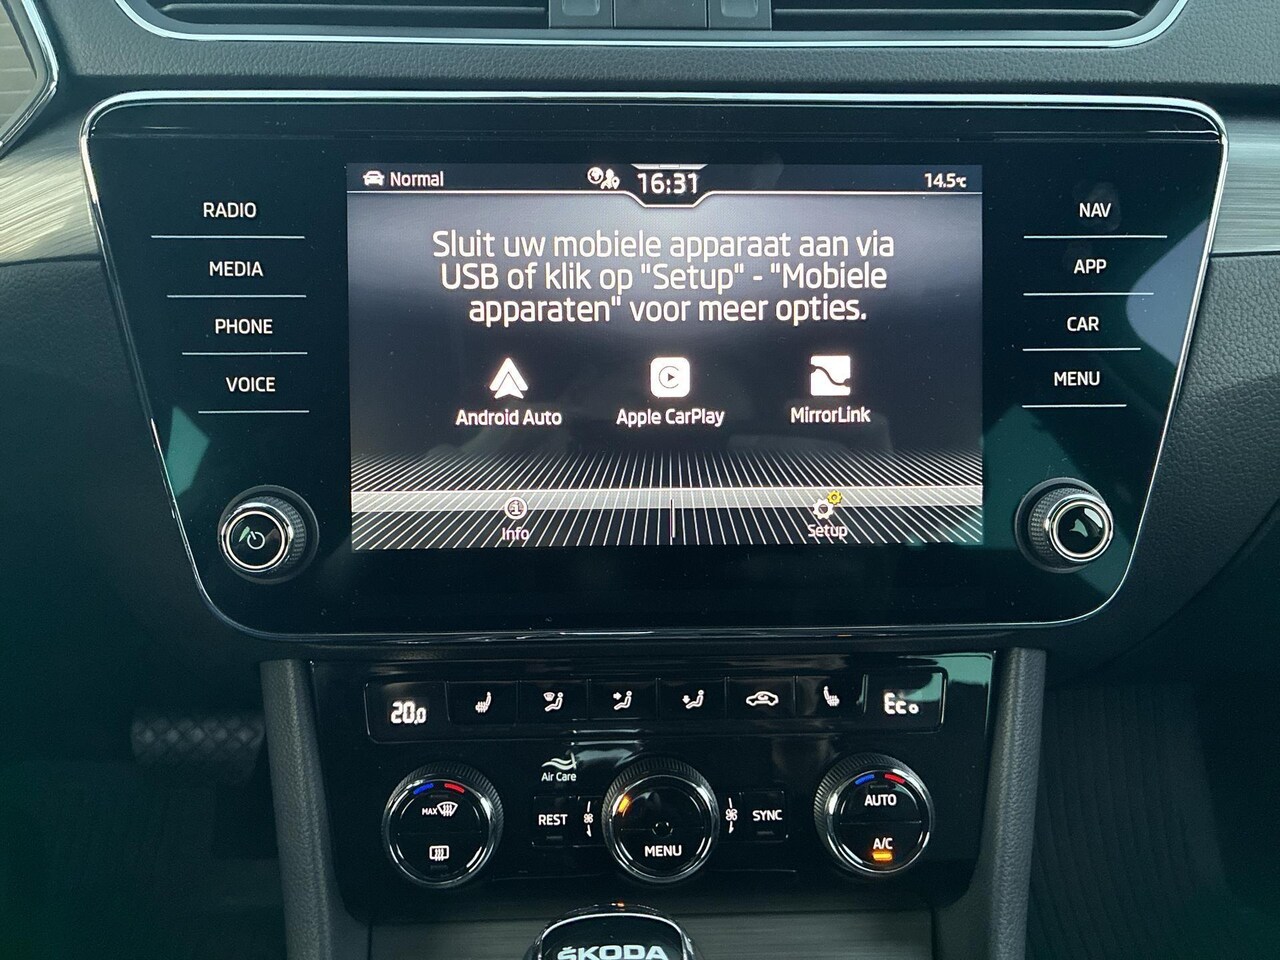 Normal
16:31
14.5°C
RADIO
MEDIA
PHONE
VOICE
NAV
APP
CAR
MENU
Sluit uw mobiele apparaat aan via
USB of klik op "Setup" - "Mobiele
apparaten" voor meer opties.
Android Auto
Apple CarPlay
MirrorLink
Info
Setup
20.0
Eco
Air Care
MAX
REST
MENU
SYNC
AUTO
A/C
ŠKODA